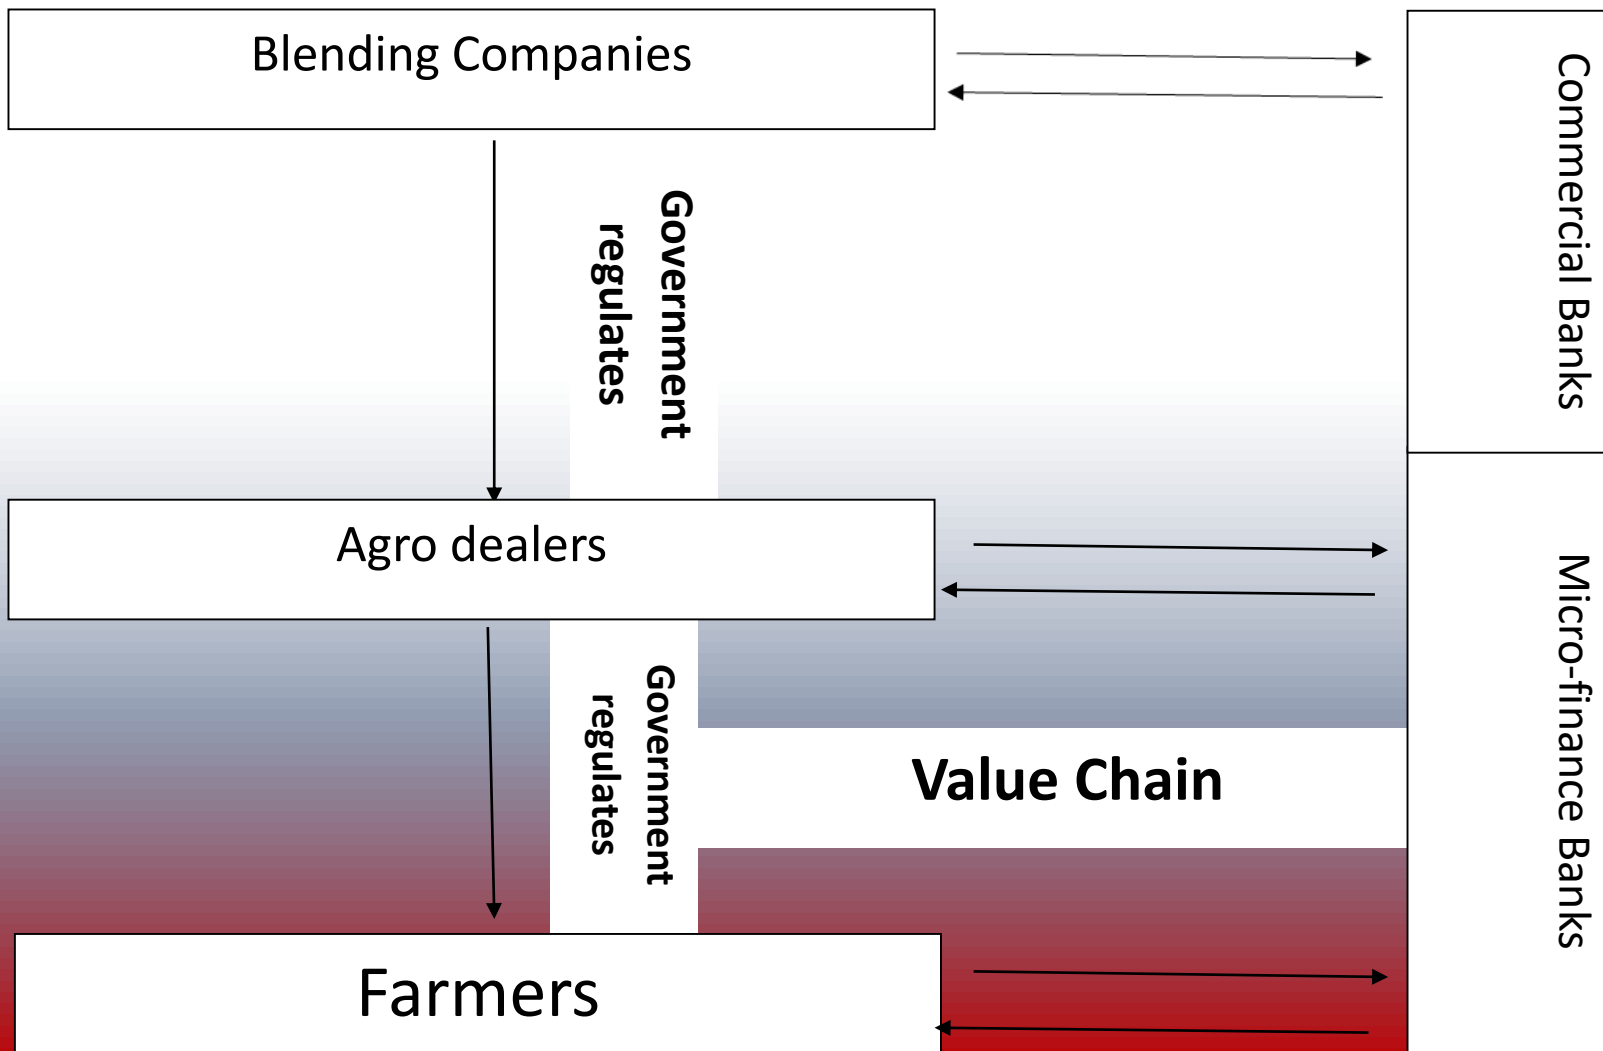 Blending Companies
Commercial Banks
Government
regulates
Agro dealers
Micro-finance Banks
Government
regulates
Value Chain
Farmers